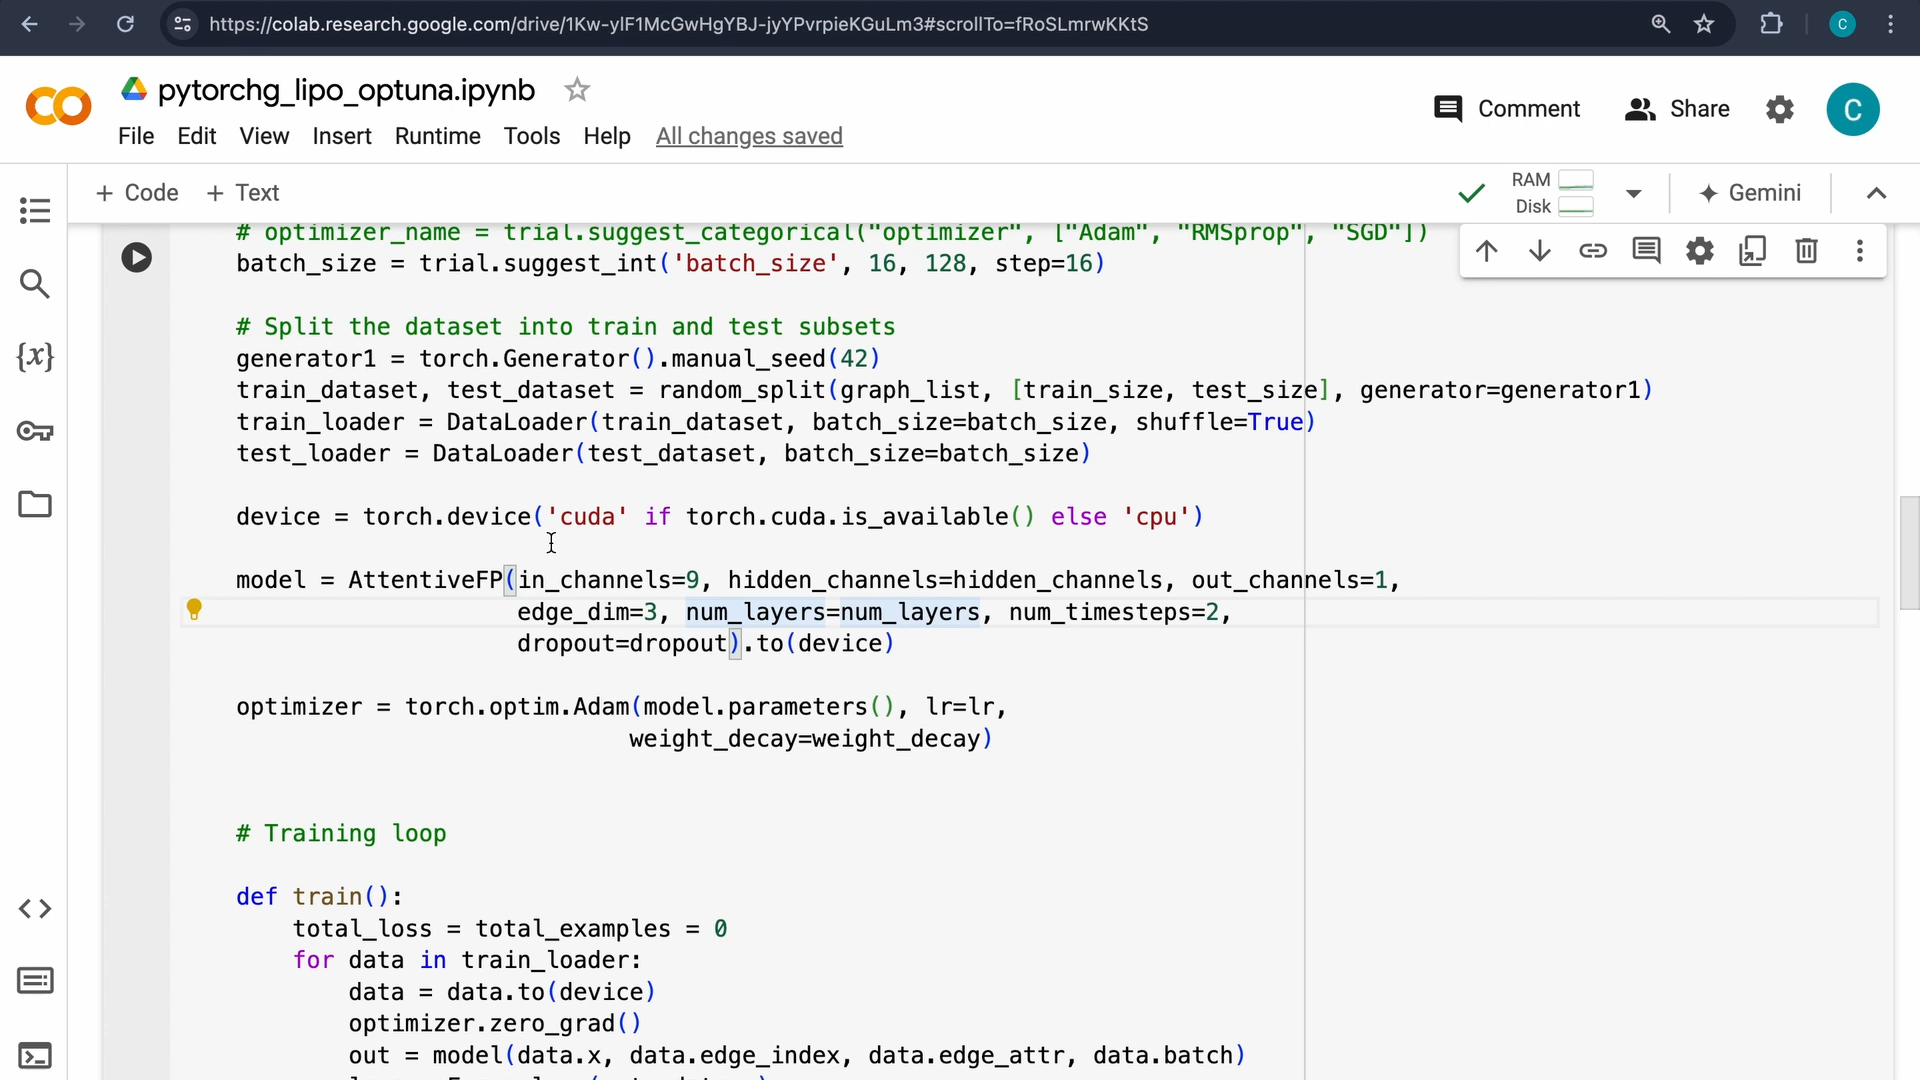 https://colab.research.google.com/drive/1Kw-ylF1McGwHgYBJ-jyYPvrpieKGuLm3#scrollTo=fRoSLmrwKKtS
C
pytorchg_lipo_optuna.ipynb
Comment
Share
C
File Edit View Insert Runtime Tools Help All changes saved
+ Code + Text
RAM
Disk
Gemini
{x}
# optimizer_name = trial.suggest_categorical("optimizer", ["Adam", "RMSprop", "SGD"])
batch_size = trial.suggest_int('batch_size', 16, 128, step=16)
# Split the dataset into train and test subsets
generator1 = torch.Generator().manual_seed(42)
train_dataset, test_dataset = random_split(graph_list, [train_size, test_size], generator=generator1)
train_loader = DataLoader(train_dataset, batch_size=batch_size, shuffle=True)
test_loader = DataLoader(test_dataset, batch_size=batch_size)
device = torch.device('cuda' if torch.cuda.is_available() else 'cpu')
model = AttentiveFP(in_channels=9, hidden_channels=hidden_channels, out_channels=1,
edge_dim=3, num_layers=num_layers, num_timesteps=2,
dropout=dropout).to(device)
optimizer = torch.optim.Adam(model.parameters(), lr=lr,
weight_decay=weight_decay)
# Training loop
def train():
total_loss = total_examples = 0
for data in train_loader:
data = data.to(device)
optimizer.zero_grad()
out = model(data.x, data.edge_index, data.edge_attr, data.batch)